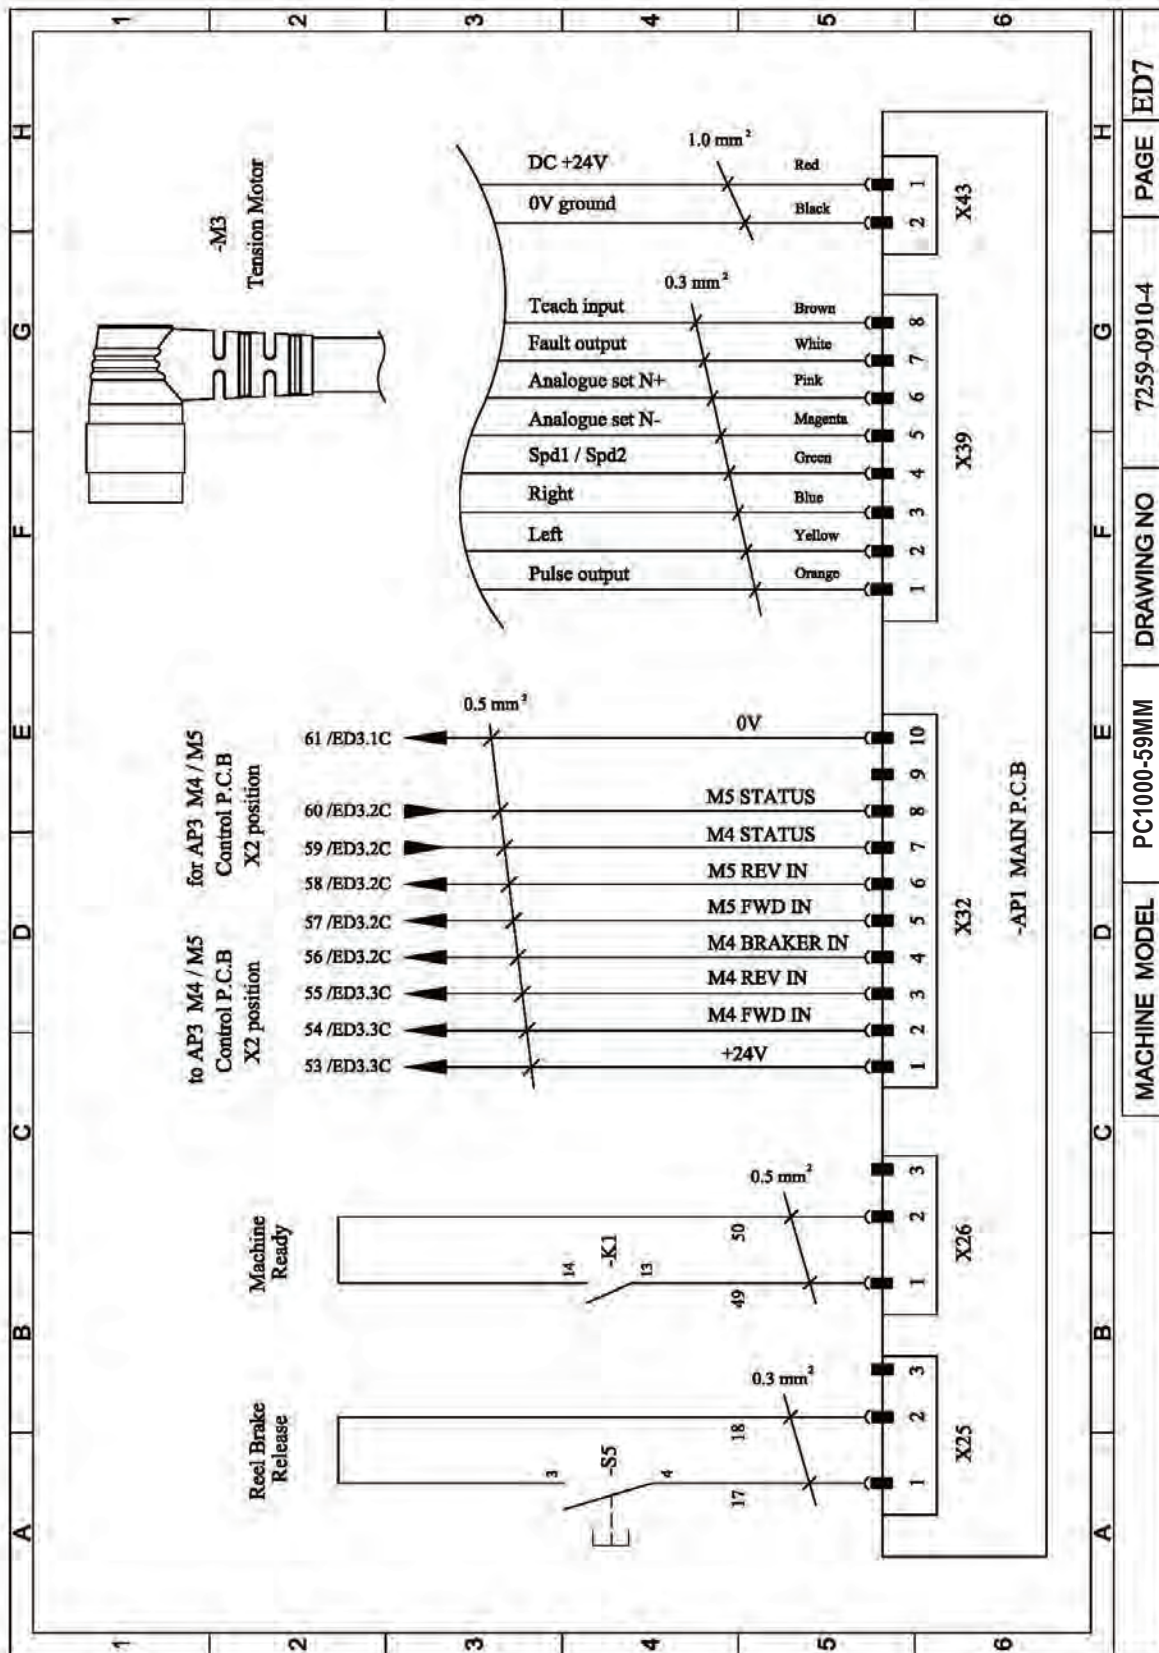 A
B
C
D
E
F
G
H
1
2
3
4
5
6
Reel Brake
Release
3
-S5
4
17
18
0.3 mm²
1
2
3
X25
Machine
Ready
14
-K1
13
49
50
0.5 mm²
1
2
3
X26
to AP3 M4 / M5
Control P.C.B
X2 position
for AP3 M4 / M5
Control P.C.B
X2 position
53 /ED3.3C
54 /ED3.3C
55 /ED3.3C
56 /ED3.2C
57 /ED3.2C
58 /ED3.2C
59 /ED3.2C
60 /ED3.2C
61 /ED3.1C
0.5 mm²
+24V
M4 FWD IN
M4 REV IN
M4 BRAKER IN
M5 FWD IN
M5 REV IN
M4 STATUS
M5 STATUS
0V
1
2
3
4
5
6
7
8
9
10
X32
-AP1 MAIN P.C.B
-M3
Tension Motor
DC +24V
0V ground
1.0 mm²
Red
Black
1
2
X43
Teach input
Fault output
Analogue set N+
Analogue set N-
Spd1 / Spd2
Right
Left
Pulse output
0.3 mm²
Brown
White
Pink
Magenta
Green
Blue
Yellow
Orange
8
7
6
5
4
3
2
1
X39
1
2
3
4
5
6
A
B
C
D
E
F
G
H
MACHINE MODEL
PC1000-59MM
DRAWING NO
7259-0910-4
PAGE
ED7